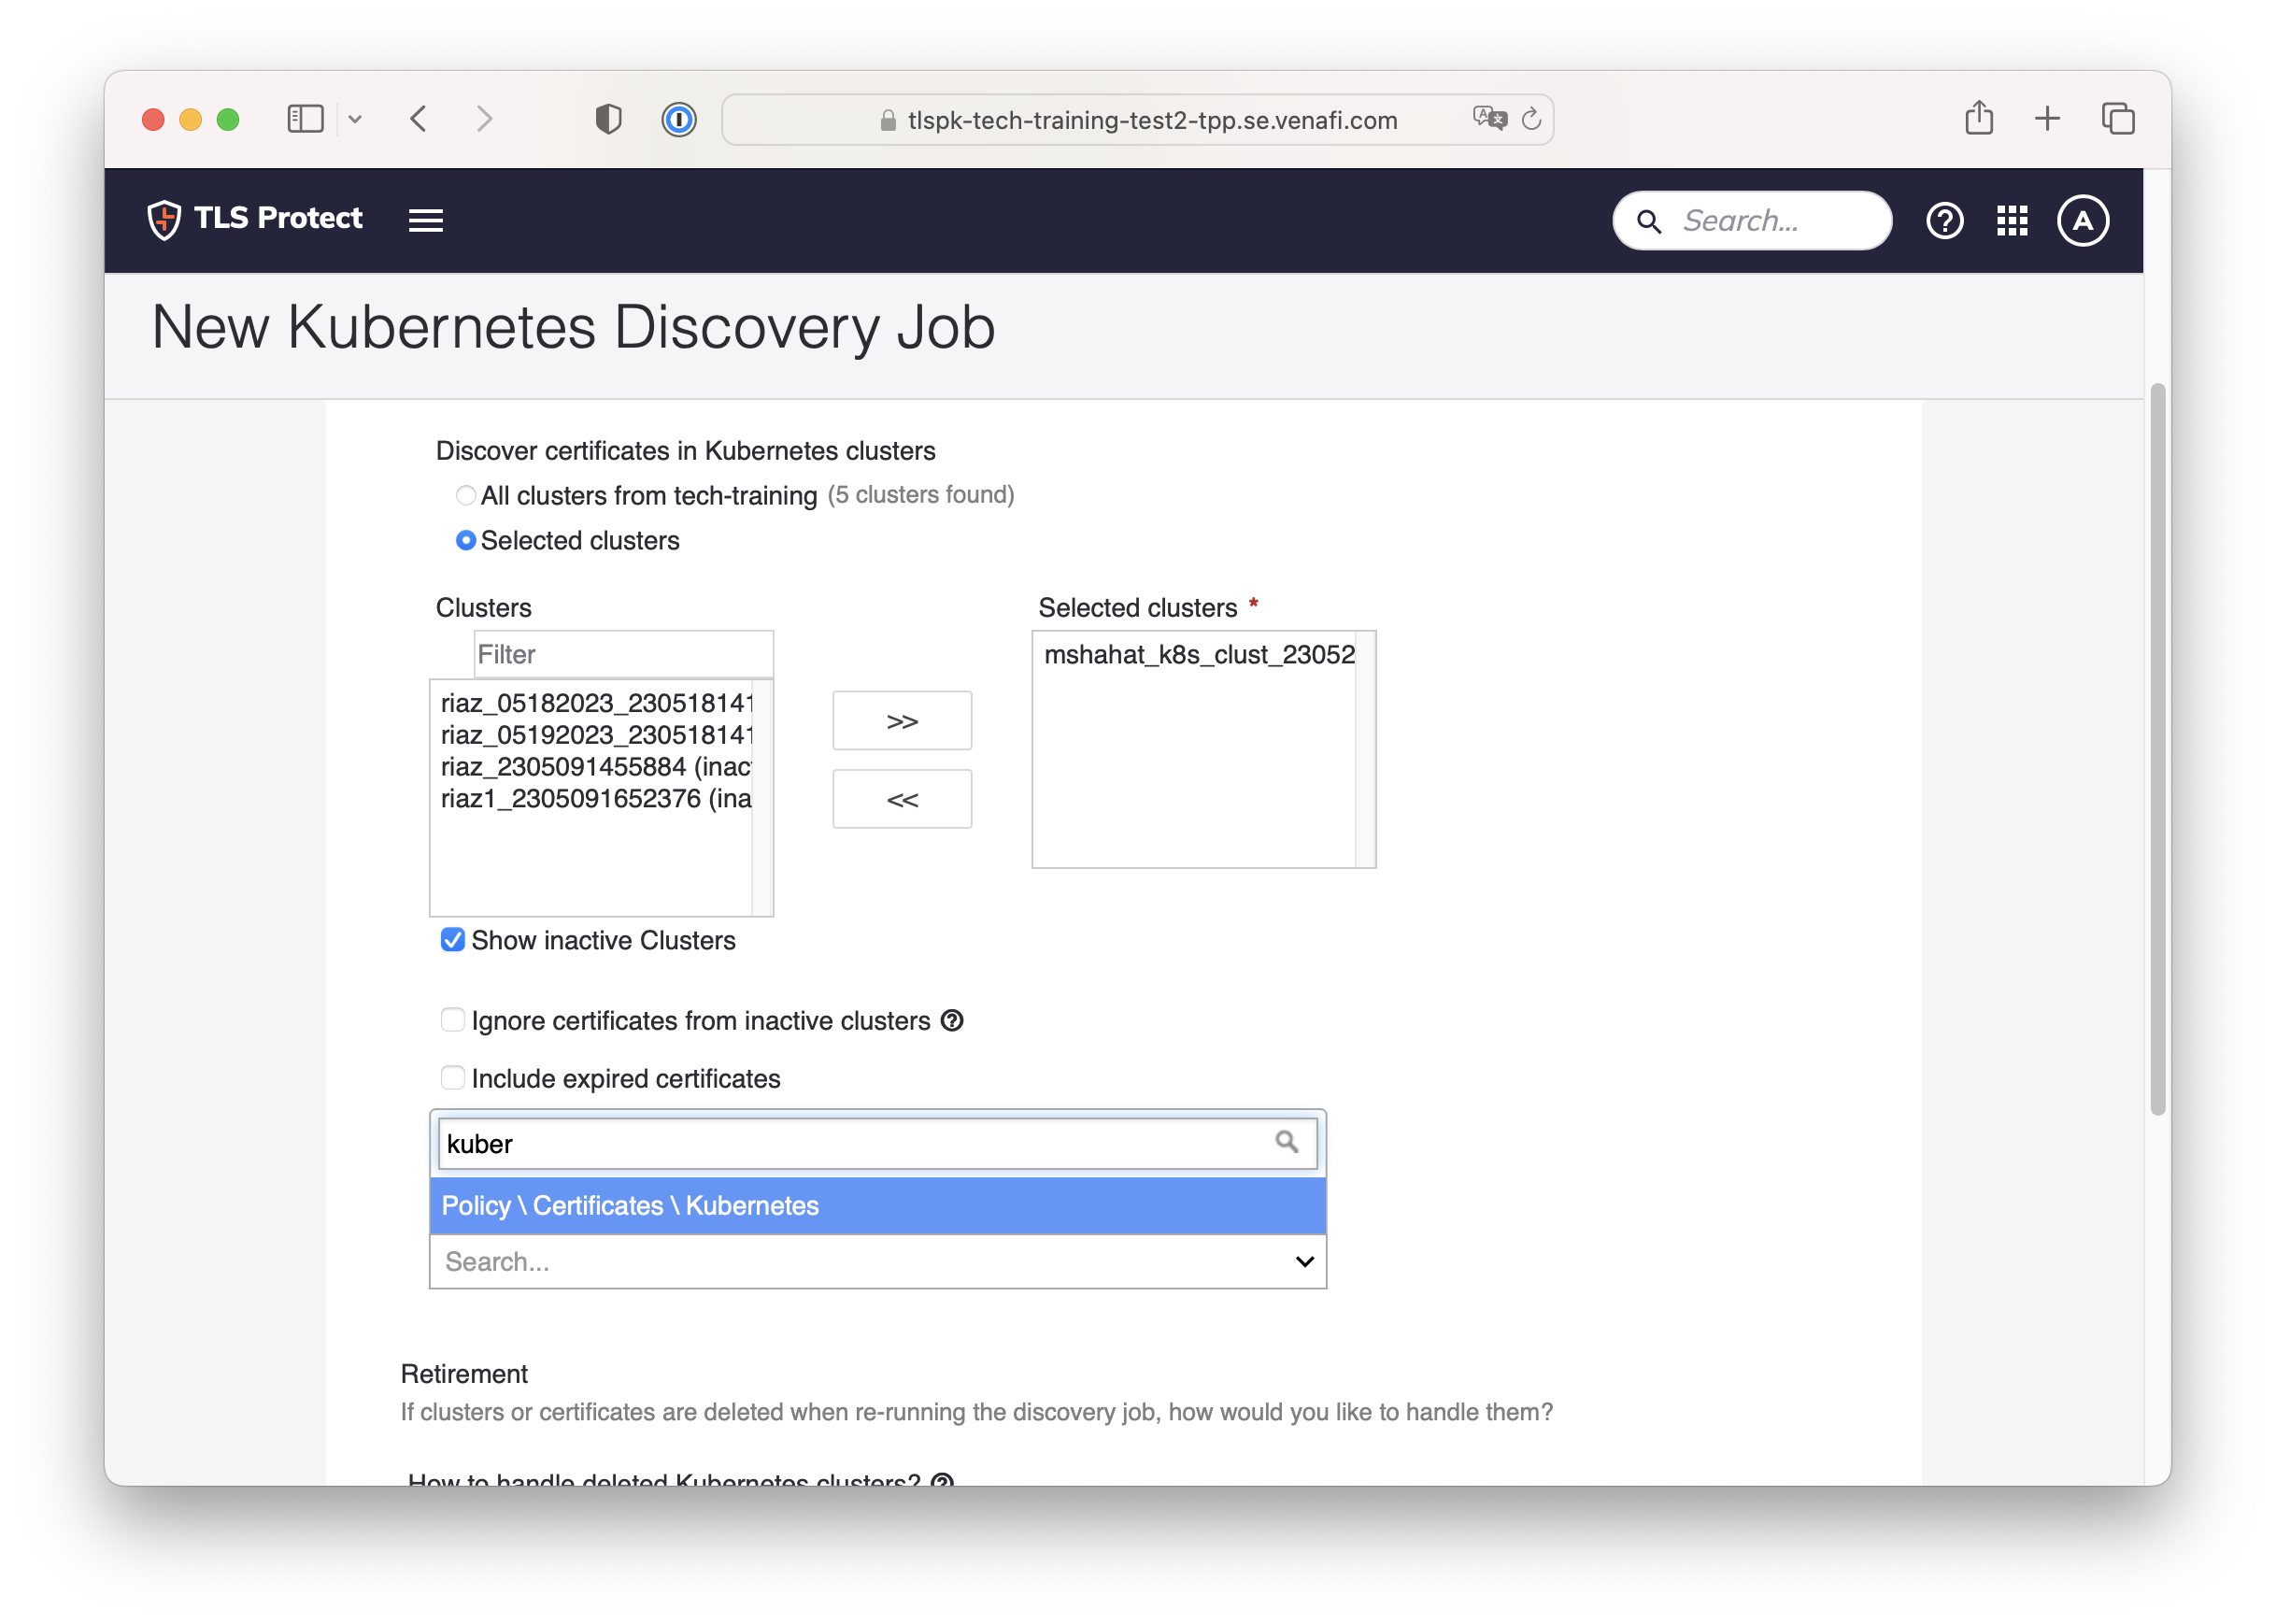 tlspk-tech-training-test2-tpp.se.venafi.com
TLS Protect
Search...
A
New Kubernetes Discovery Job
Discover certificates in Kubernetes clusters
All clusters from tech-training (5 clusters found)
Selected clusters
Clusters
Selected clusters *
Filter
mshahat_k8s_clust_23052
riaz_05182023_230518141
riaz_05192023_230518141
riaz_2305091455884 (inac
riaz1_2305091652376 (ina
>>
<<
Show inactive Clusters
Ignore certificates from inactive clusters ?
Include expired certificates
kuber
Policy \ Certificates \ Kubernetes
Search...
Retirement
If clusters or certificates are deleted when re-running the discovery job, how would you like to handle them?
How to handle deleted Kubernetes clusters? ?